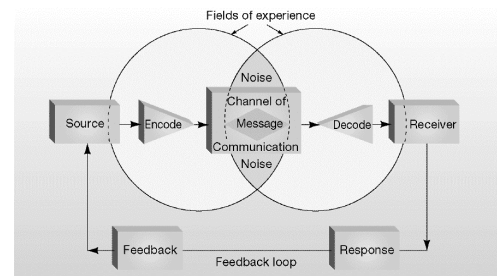 Fields of experience
Noise
Channel of
Source
Encode
Message
Decode
Receiver
Communication
Noise
Feedback
Feedback loop
Response